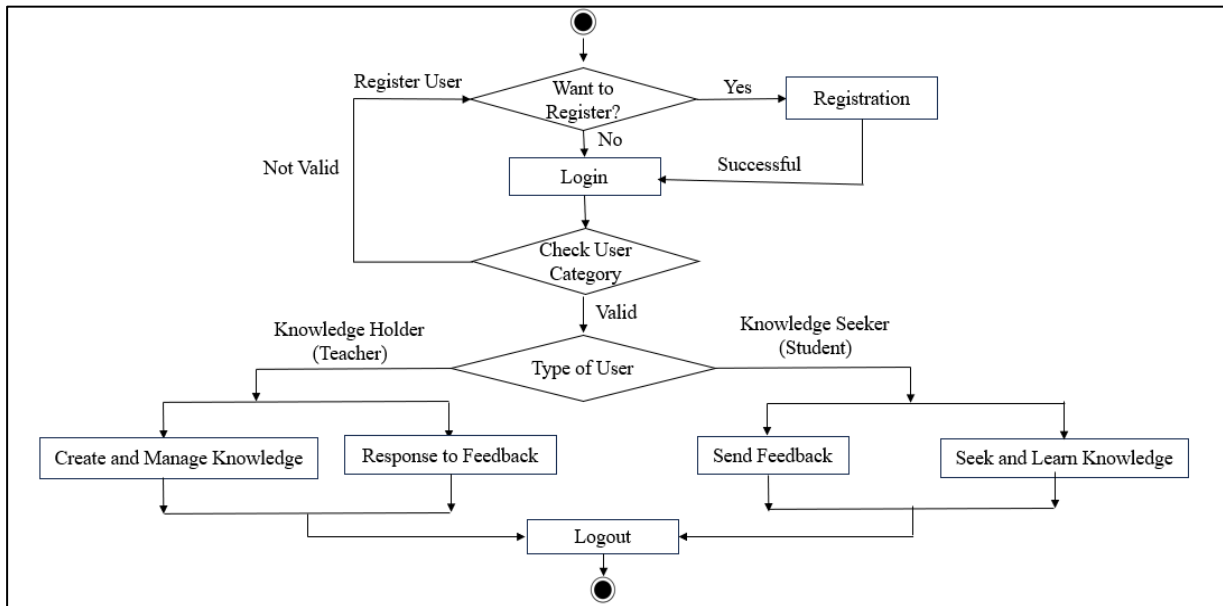 Register User
Want to
Register?
Yes
Registration
No
Not Valid
Successful
Login
Check User
Category
Valid
Knowledge Holder
(Teacher)
Knowledge Seeker
(Student)
Type of User
Create and Manage Knowledge
Response to Feedback
Send Feedback
Seek and Learn Knowledge
Logout